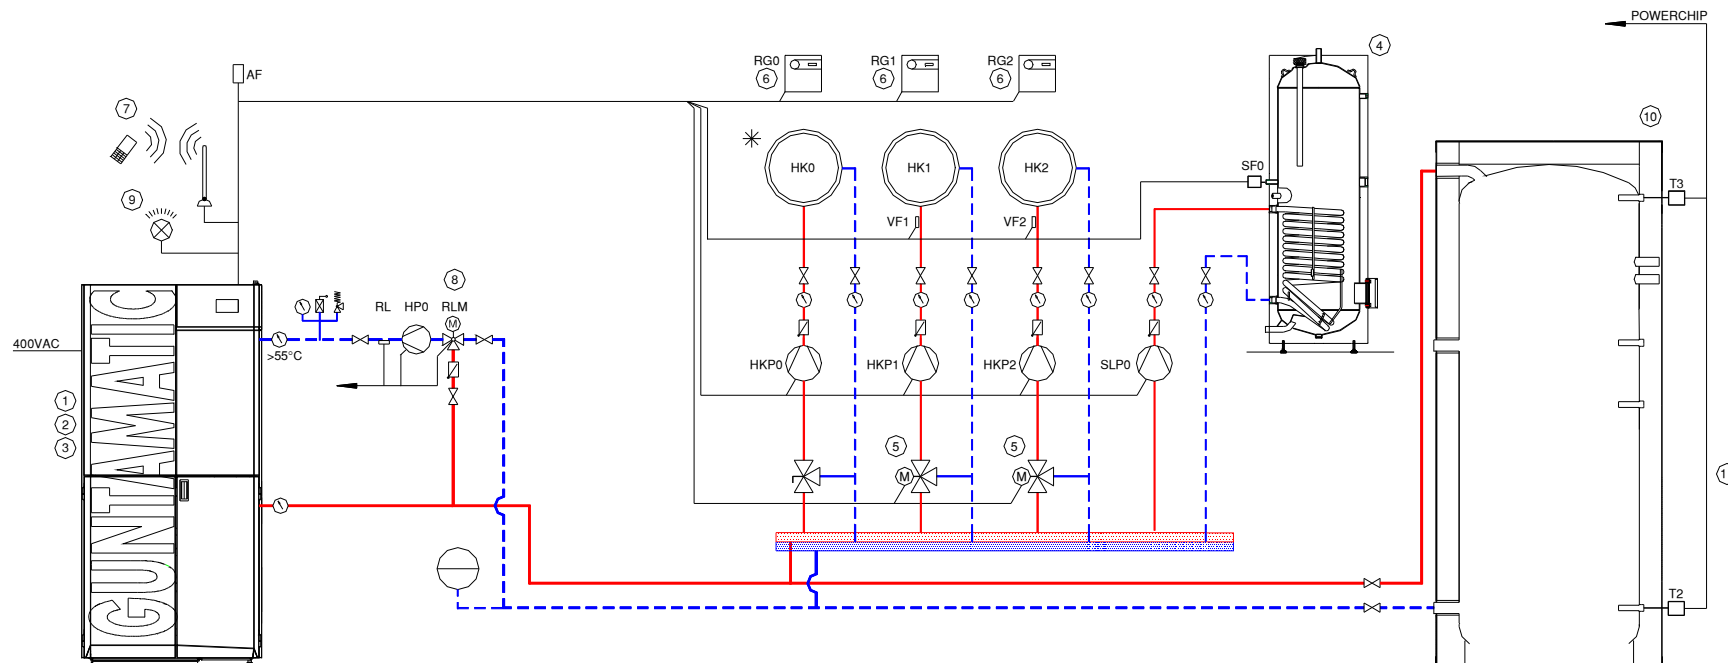 POWERCHIP
4
RG0
RG1
RG2
6
6
6
AF
7
10
HK0
HK1
HK2
SF0
T3
9
VF1
VF2
8
RL
HP0
RLM
M
400VAC
>55°C
HKP0
HKP1
HKP2
SLP0
1
2
3
GUNTAMATIC
5
5
M
M
T2